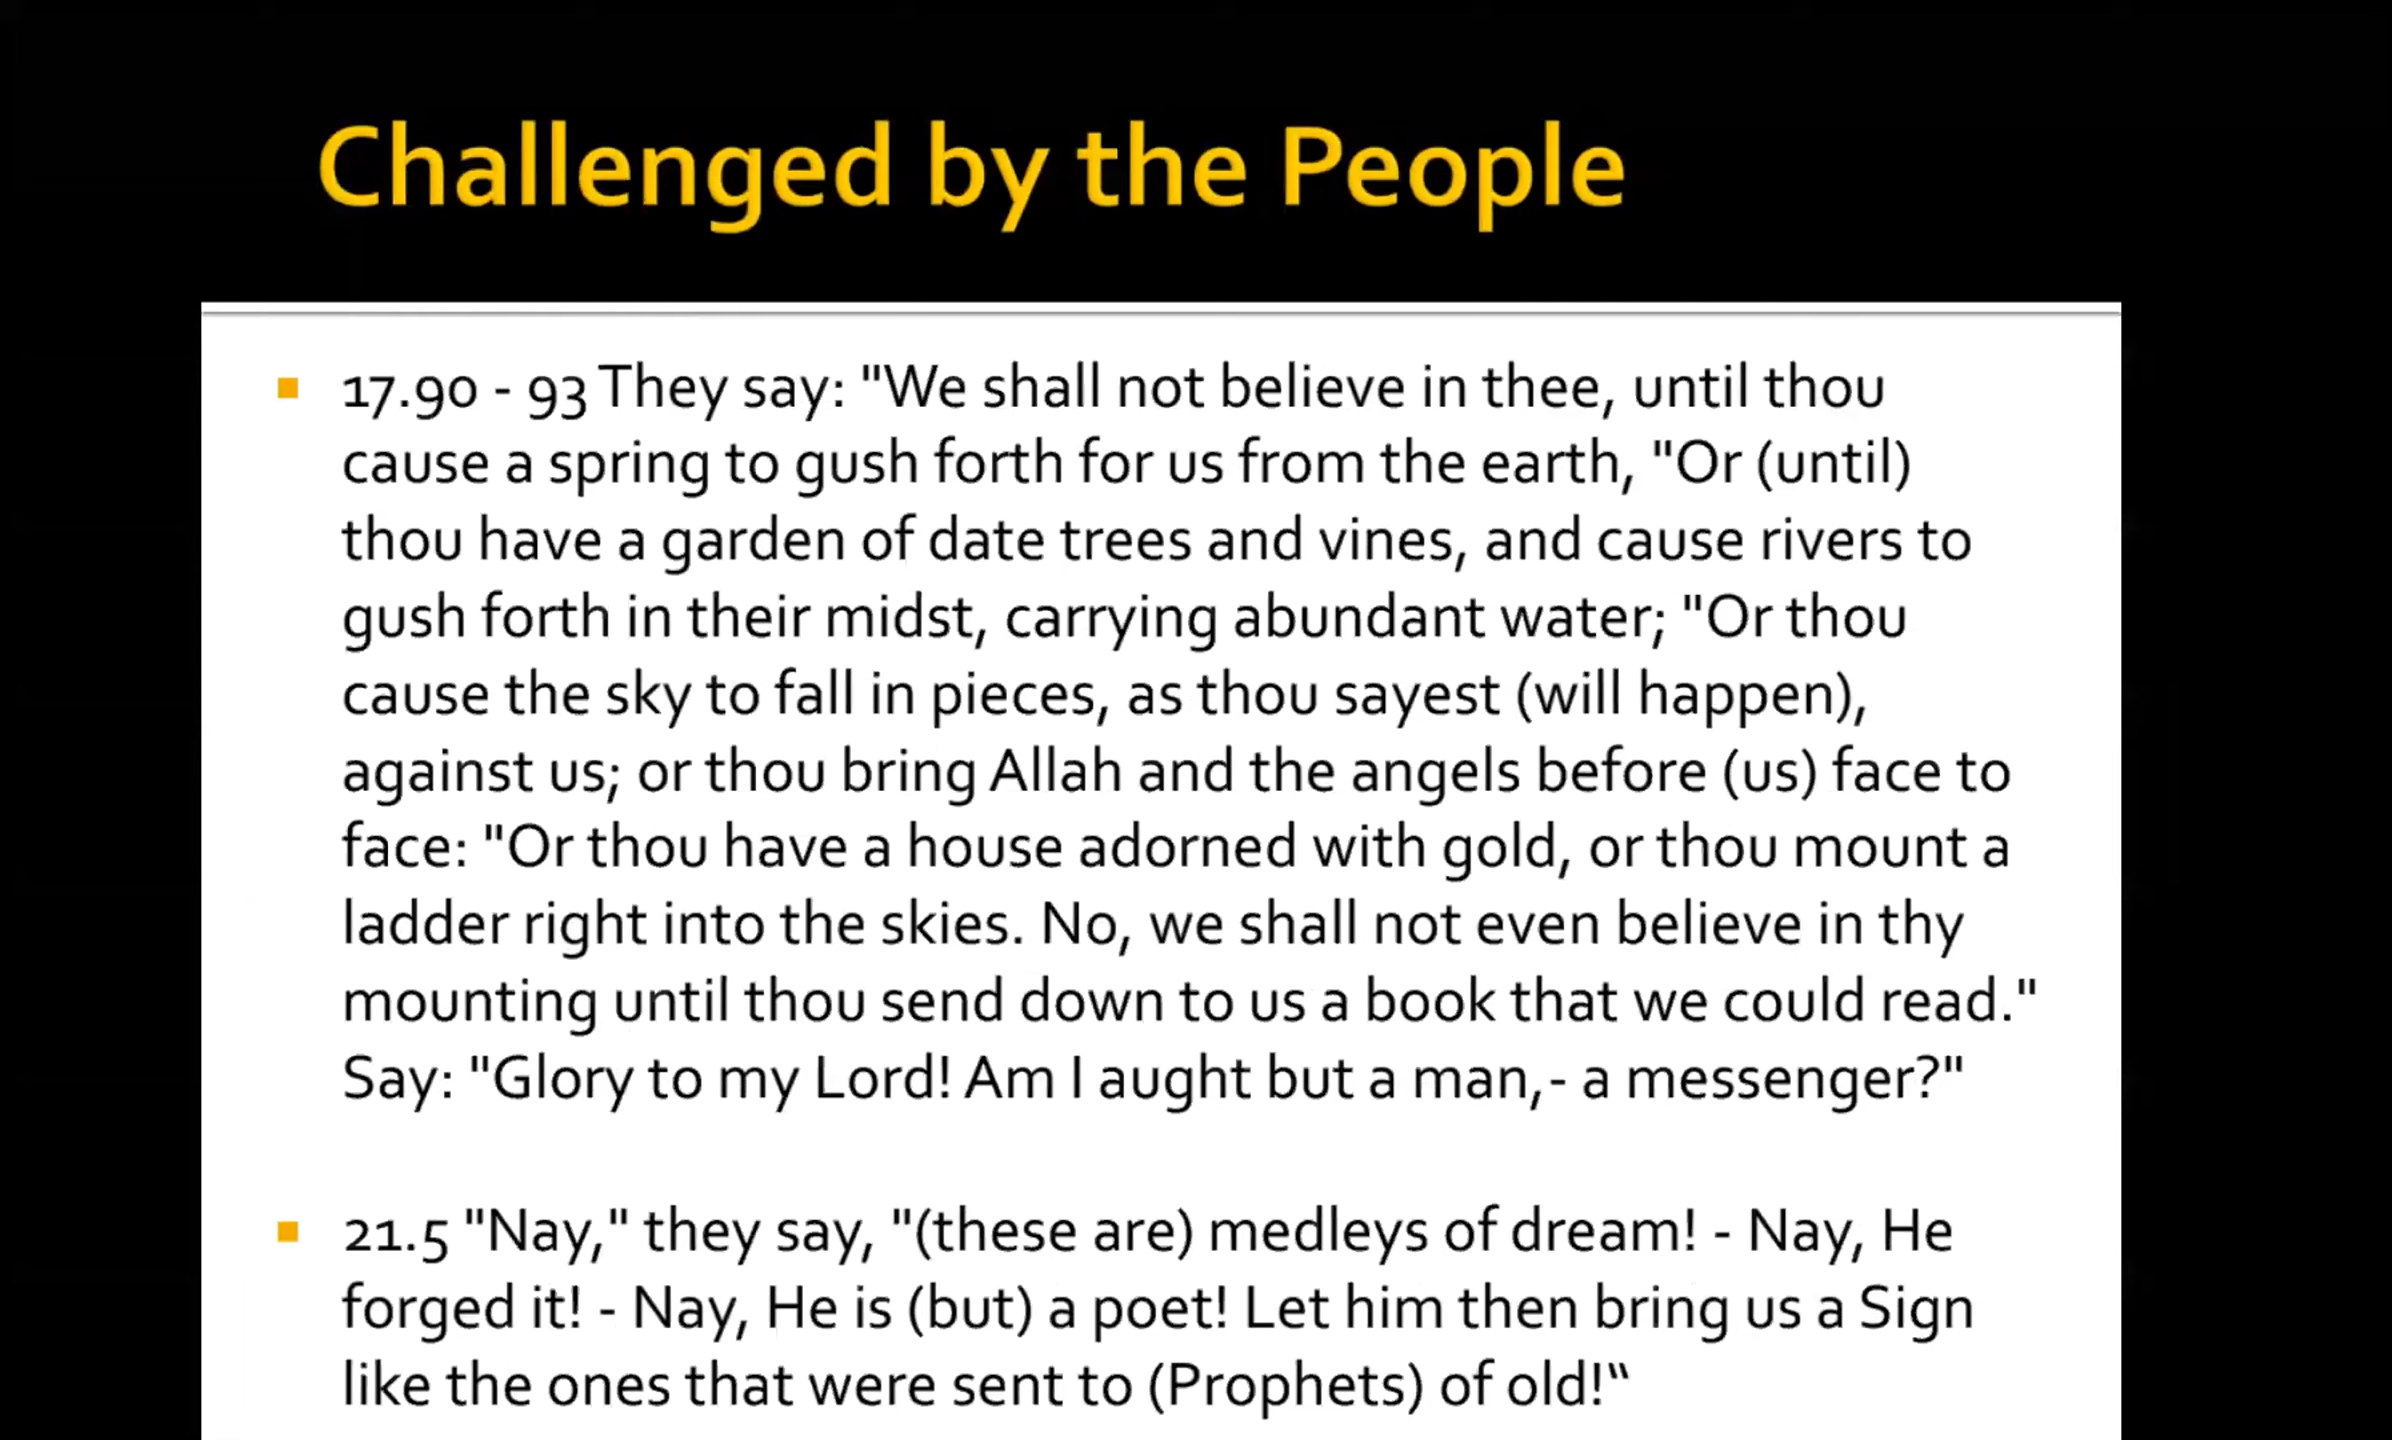 Challenged by the People
17.90 - 93 They say: "We shall not believe in thee, until thou
cause a spring to gush forth for us from the earth, "Or (until)
thou have a garden of date trees and vines, and cause rivers to
gush forth in their midst, carrying abundant water; "Or thou
cause the sky to fall in pieces, as thou sayest (will happen),
against us; or thou bring Allah and the angels before (us) face to
face: "Or thou have a house adorned with gold, or thou mount a
ladder right into the skies. No, we shall not even believe in thy
mounting until thou send down to us a book that we could read."
Say: "Glory to my Lord! Am I aught but a man,- a messenger?"
21.5 "Nay," they say, "(these are) medleys of dream! - Nay, He
forged it! - Nay, He is (but) a poet! Let him then bring us a Sign
like the ones that were sent to (Prophets) of old!“